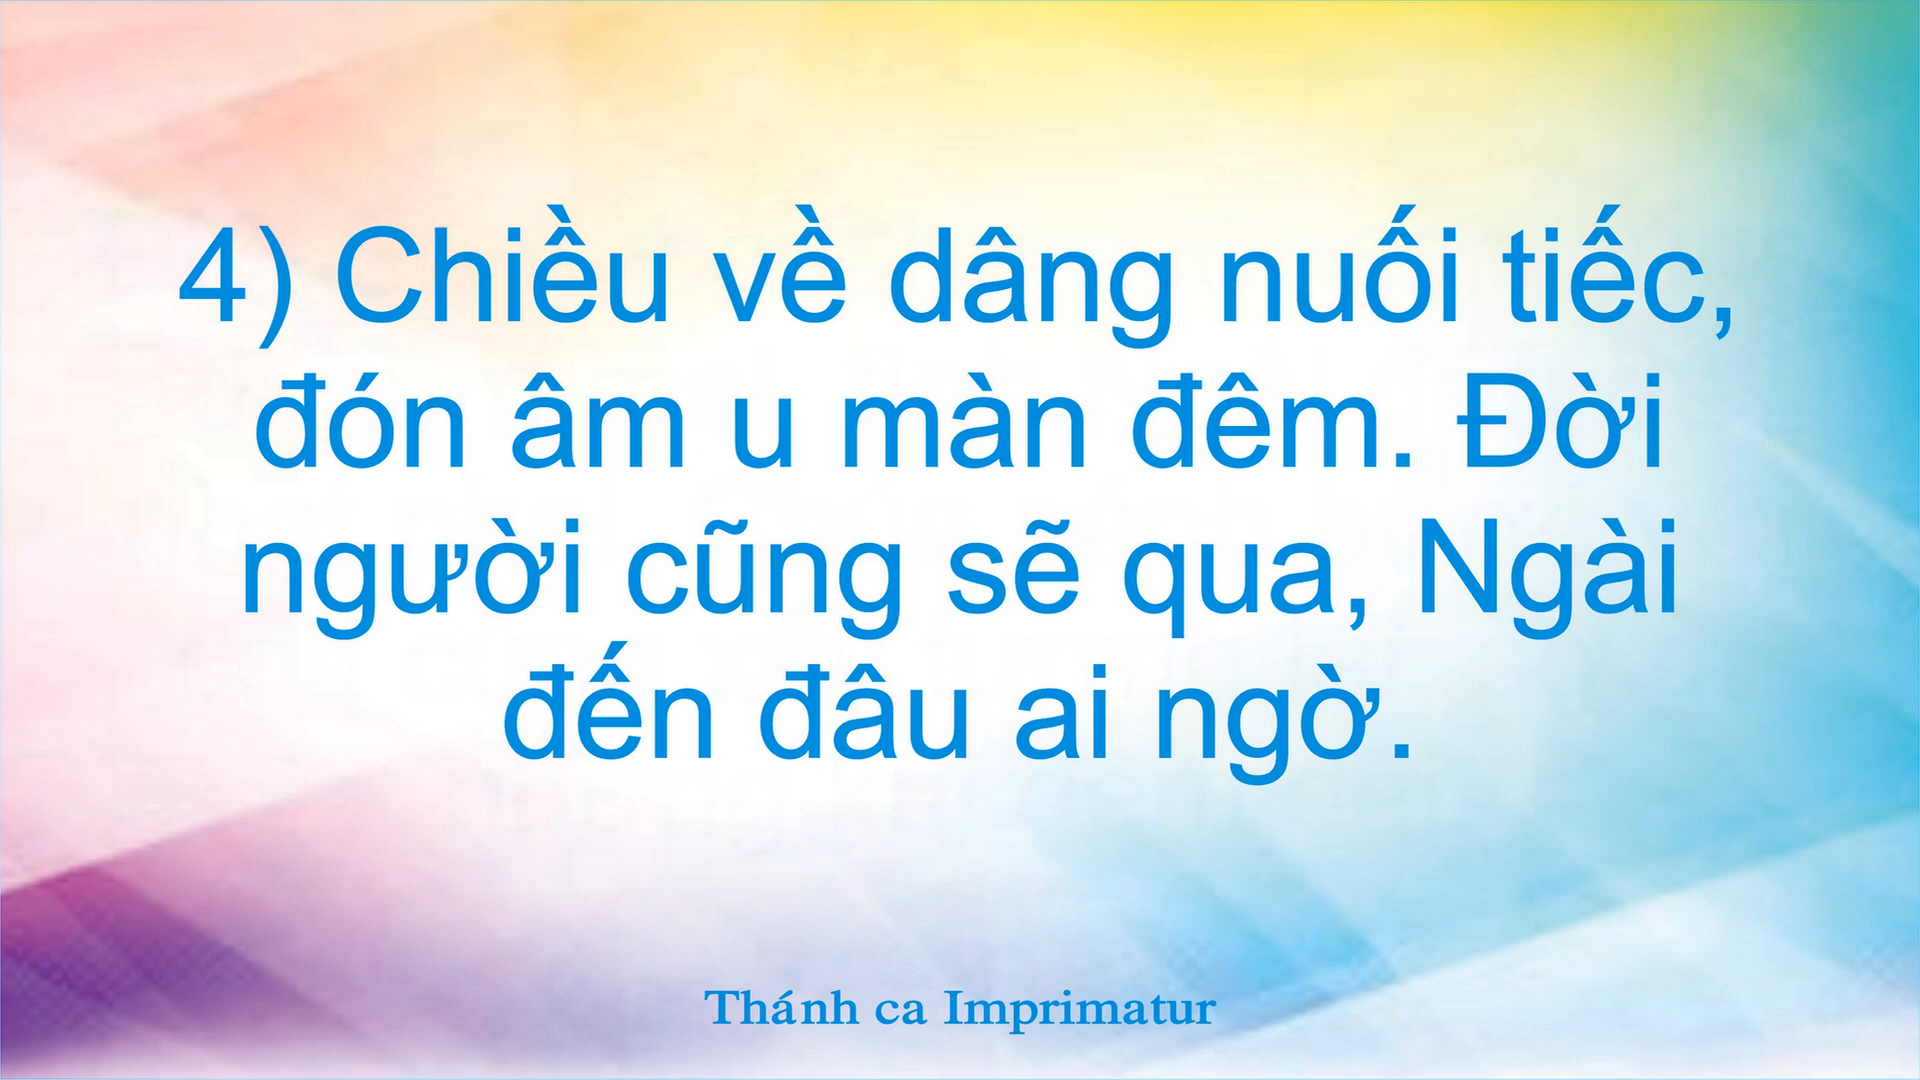 4) Chiều về dâng nuối tiếc,
đón âm u màn đêm. Đời
người cũng sẽ qua, Ngài
đến đâu ai ngờ.
Thánh ca Imprimatur